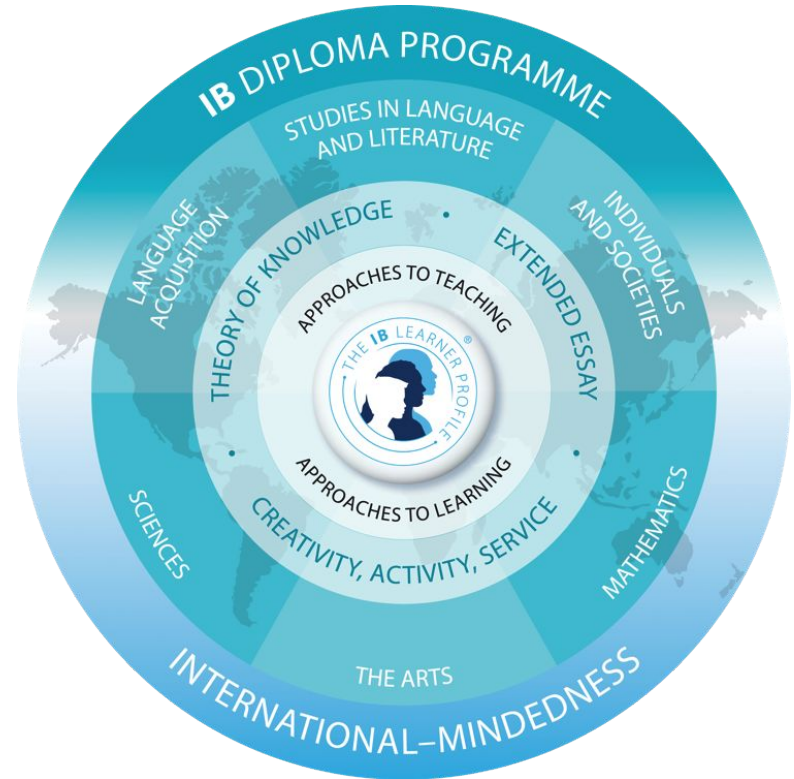 IB DIPLOMA PROGRAMME
STUDIES IN LANGUAGE
AND LITERATURE
LANGUAGE
ACQUISITION
INDIVIDUALS
AND SOCIETIES
THEORY OF KNOWLEDGE •
EXTENDED ESSAY •
APPROACHES TO TEACHING
• THE IB LEARNER PROFILE • ®
APPROACHES TO LEARNING
• CREATIVITY, ACTIVITY, SERVICE
SCIENCES
MATHEMATICS
THE ARTS
INTERNATIONAL–MINDEDNESS